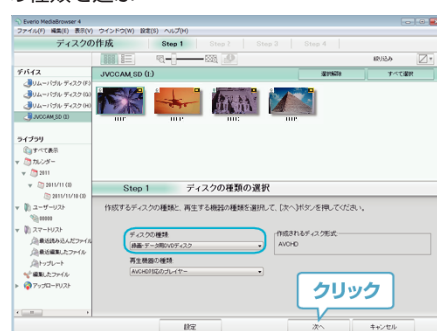 Everio MediaBrowser 4
ファイル(F) 編集(E) 表示(V) ウインドウ(W) 設定(S) ヘルプ(H)
ディスクの作成 Step 1 Step 2 Step 3 Step 4
絞り込み
デバイス
リムーバブル ディスク(F:)
リムーバブル ディスク(G:)
リムーバブル ディスク(H:)
JVCCAM_SD (I:)
JVCCAM_SD (I:)
選択解除 すべて選択
ライブラリ
すべて表示
カレンダー
2011
2011/11 (3)
2011/11/10 (3)
ユーザーリスト
00000
スマートリスト
最近読み込んだファイル
最近編集したファイル
トップレート
編集したファイル
アップロードリスト
Step 1 ディスクの種類の選択
作成するディスクの種類と、再生する機器の種類を選択して、[次へ]ボタンを押してください。
ディスクの種類
録画・データ用DVDディスク
作成されるディスク形式
AVCHD
再生機器の種類
AVCHD対応のプレイヤー
クリック
設定 次へ キャンセル